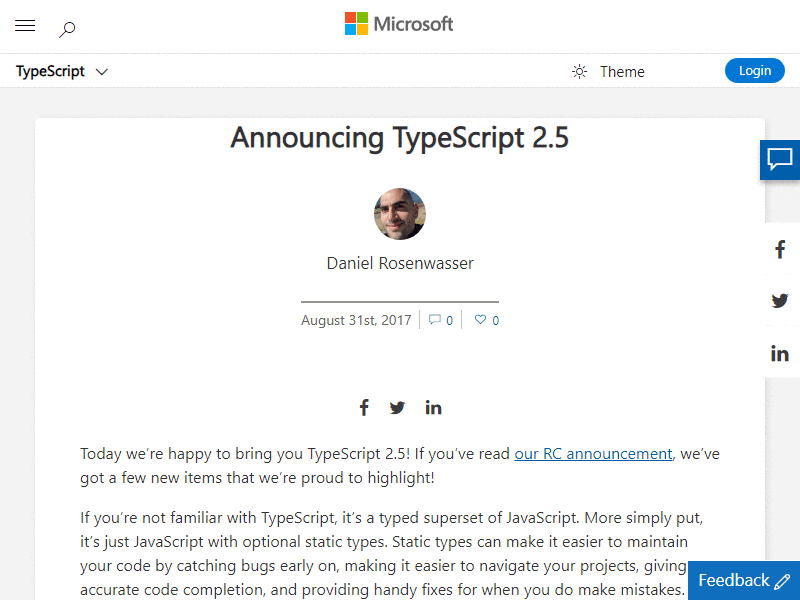 Microsoft
TypeScript
Theme
Login
Announcing TypeScript 2.5
Daniel Rosenwasser
August 31st, 2017
0
0
Today we're happy to bring you TypeScript 2.5! If you've read our RC announcement, we've
got a few new items that we're proud to highlight!
If you're not familiar with TypeScript, it's a typed superset of JavaScript. More simply put,
it's just JavaScript with optional static types. Static types can make it easier to maintain
your code by catching bugs early on, making it easier to navigate your projects, giving
accurate code completion, and providing handy fixes for when you do make mistakes.
Feedback